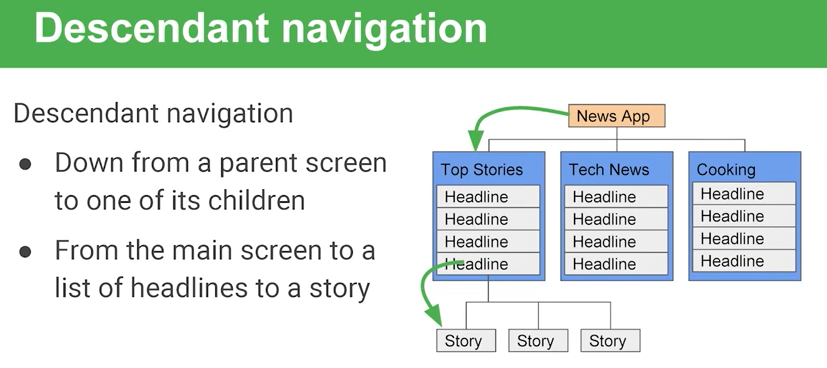 Descendant navigation
Descendant navigation
● Down from a parent screen
to one of its children
● From the main screen to a
list of headlines to a story
News App
Top Stories
Headline
Headline
Headline
Headline
Tech News
Headline
Headline
Headline
Headline
Cooking
Headline
Headline
Headline
Headline
Story
Story
Story